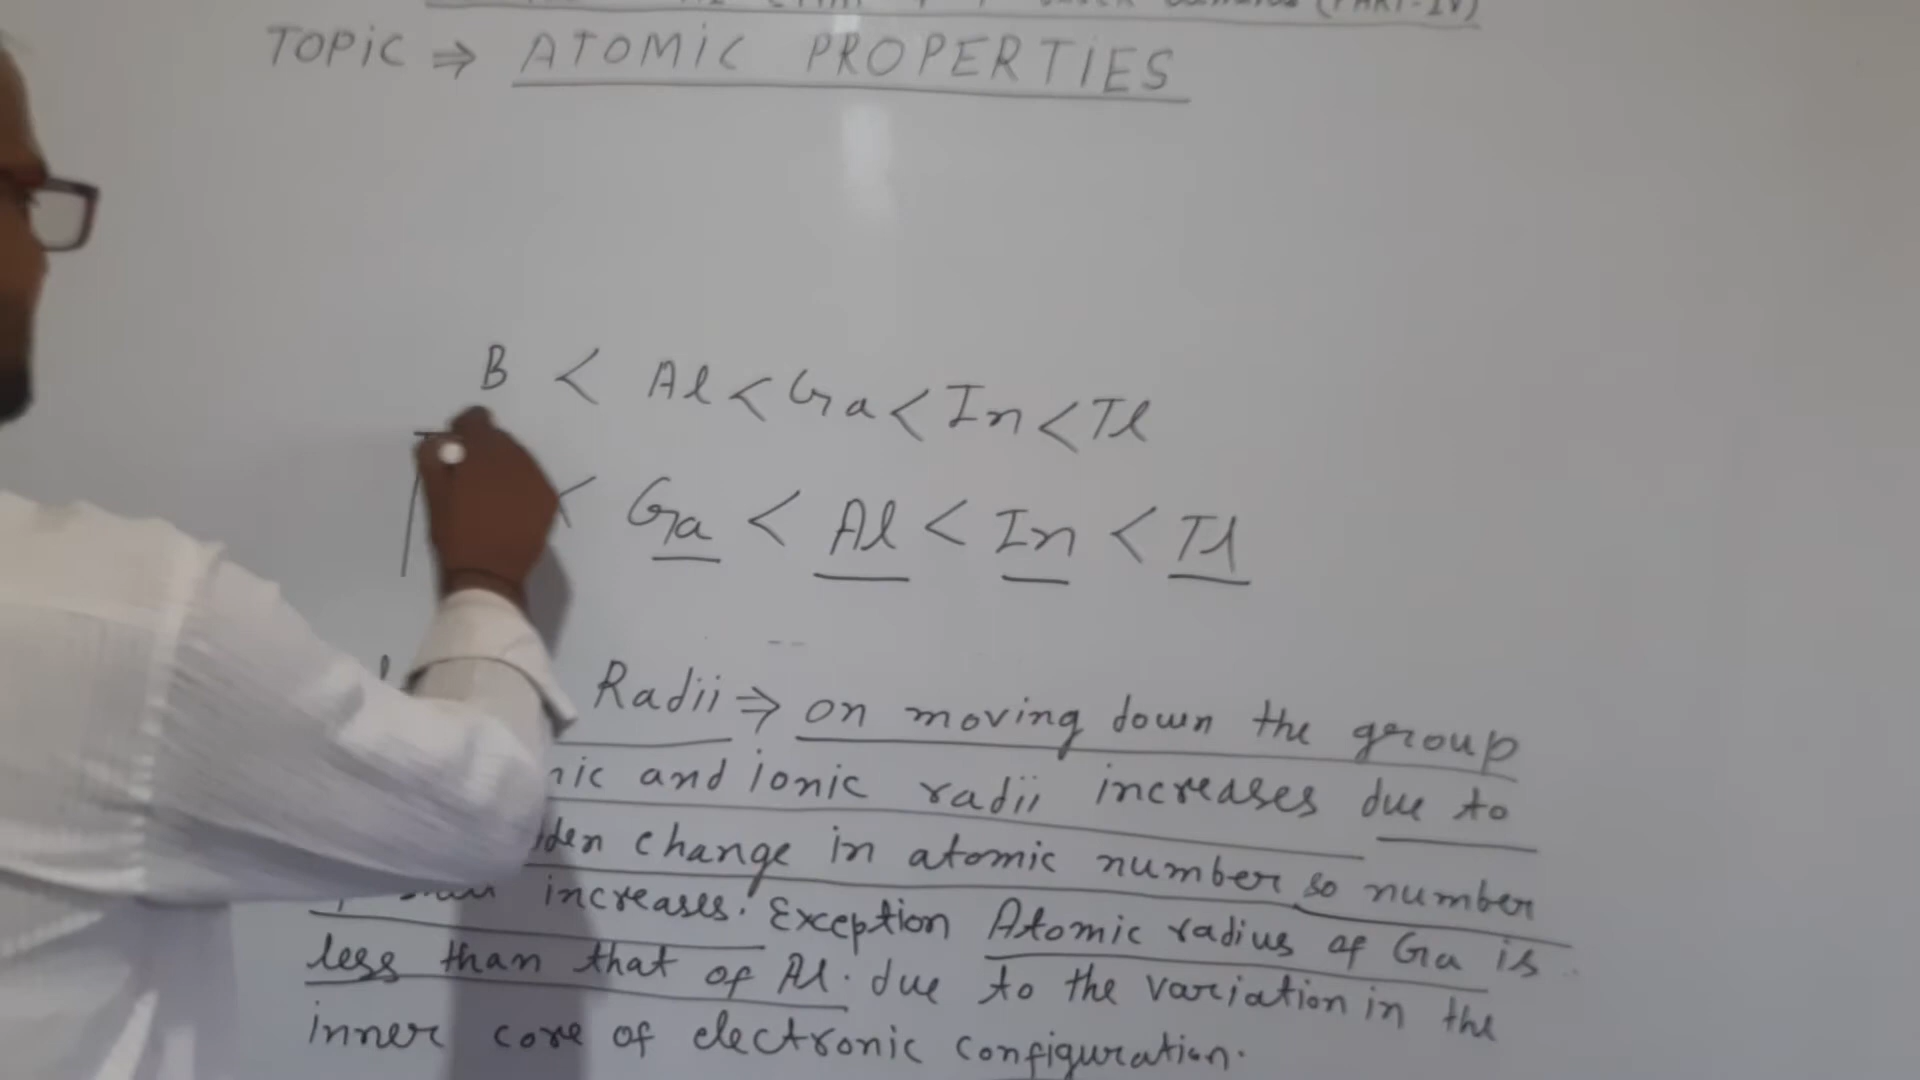 (PART-IV)
TOPIC ⇒ ATOMIC PROPERTIES
B < Al < Ga < In < Tl
< Ga < Al < In < Tl
Radii ⇒ on moving down the group
and ionic radii increases due to
change in atomic number so number
increases. Exception Atomic radius of Ga is
less than that of Al. due to the variation in the
inner core of electronic configuration.